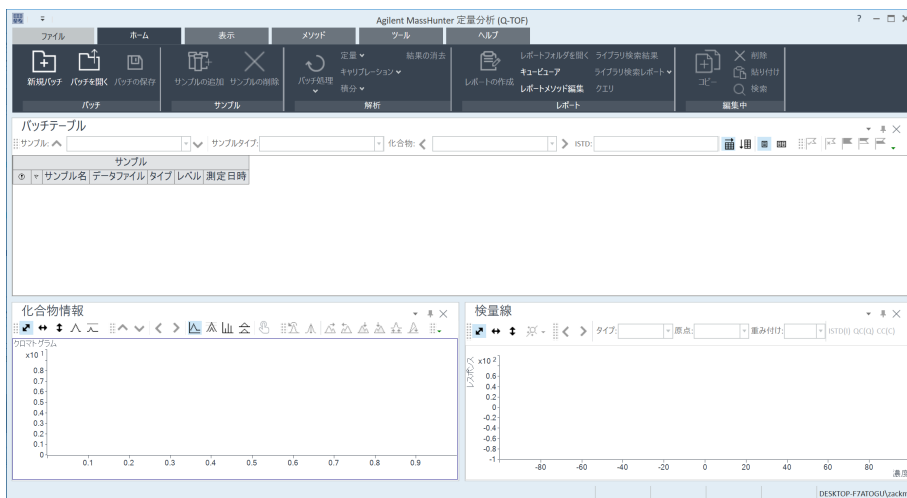 Agilent MassHunter 定量分析 (Q-TOF)
ファイル ホーム 表示 メソッド ツール ヘルプ
新規バッチ バッチを開く バッチの保存
バッチ
サンプルの追加 サンプルの削除
サンプル
バッチ処理
定量 結果の消去
キャリブレーション
積分
解析
レポートの作成
レポートフォルダを開く ライブラリ検索結果
キュービューア ライブラリ検索レポート
レポートメソッド編集 クエリ
レポート
コピー
削除
貼り付け
検索
編集中
バッチテーブル
サンプル: サンプルタイプ: 化合物: ISTD:
サンプル
サンプル名 データファイル タイプ レベル 測定日時
化合物情報
クロマトグラム
x10 1
0.8
0.7
0.6
0.5
0.4
0.3
0.2
0.1
0
0.1 0.2 0.3 0.4 0.5 0.6 0.7 0.8 0.9
検量線
タイプ: 原点: 重み付け: ISTD(I) QC(Q) CC(C)
レスポンス
x10 2
0.6
0.4
0.2
0
-0.2
-0.4
-0.6
-0.8
-1
-80 -60 -40 -20 0 20 40 60 80
濃度